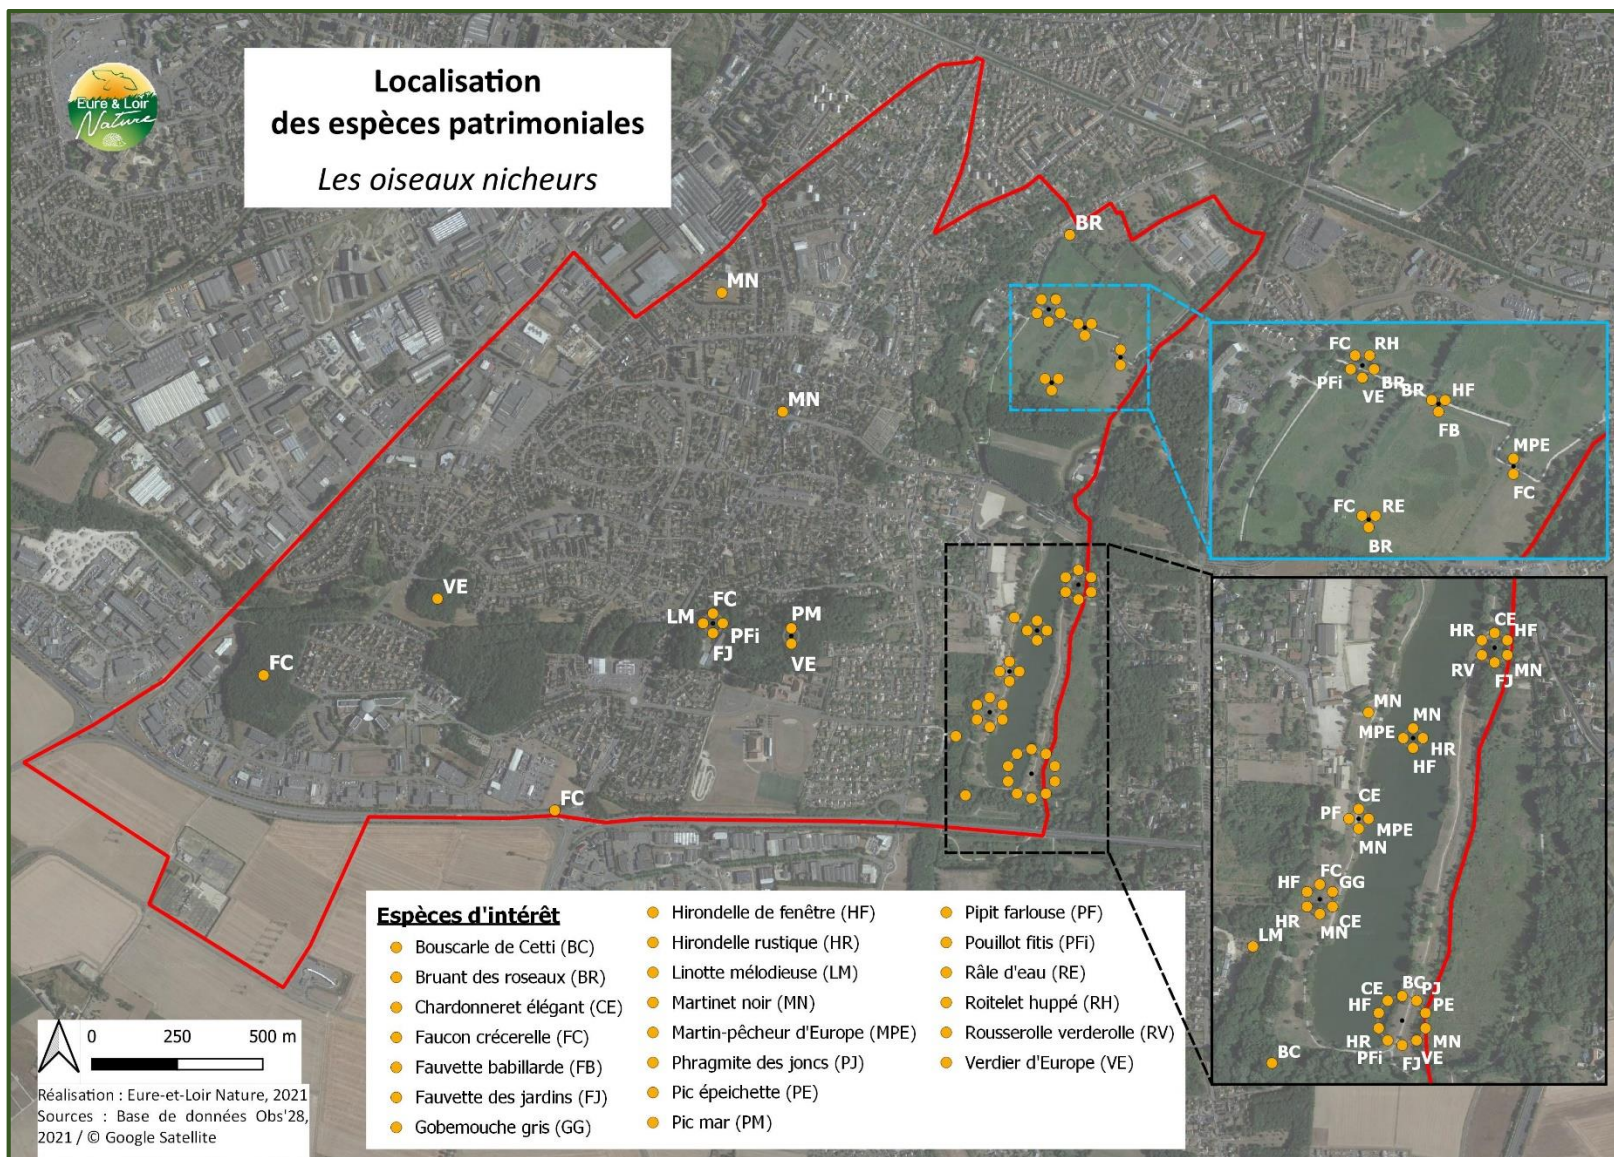 Eure & Loir
Nature
Localisation
des espèces patrimoniales
Les oiseaux nicheurs
BR
MN
MN
VE
FC
LM
PFi
FJ
PM
VE
FC
FC
FC RH
PFi BR
VE
BR HF
FB
MPE
FC
FC RE
BR
CE
HR HF
RV MN
FJ
MN
MN
MPE
HR
HF
CE
PF
MPE
MN
FC
HF GG
HR CE
MN
LM
BC
CE PJ
HF PE
HR MN
PFi VE
FJ
BC
Espèces d'intérêt
Bouscarle de Cetti (BC)
Bruant des roseaux (BR)
Chardonneret élégant (CE)
Faucon crécerelle (FC)
Fauvette babillarde (FB)
Fauvette des jardins (FJ)
Gobemouche gris (GG)
Hirondelle de fenêtre (HF)
Hirondelle rustique (HR)
Linotte mélodieuse (LM)
Martinet noir (MN)
Martin-pêcheur d'Europe (MPE)
Phragmite des joncs (PJ)
Pic épeichette (PE)
Pic mar (PM)
Pipit farlouse (PF)
Pouillot fitis (PFi)
Râle d'eau (RE)
Roitelet huppé (RH)
Rousserolle verderolle (RV)
Verdier d'Europe (VE)
0 250 500 m
Réalisation : Eure-et-Loir Nature, 2021
Sources : Base de données Obs'28,
2021 / © Google Satellite